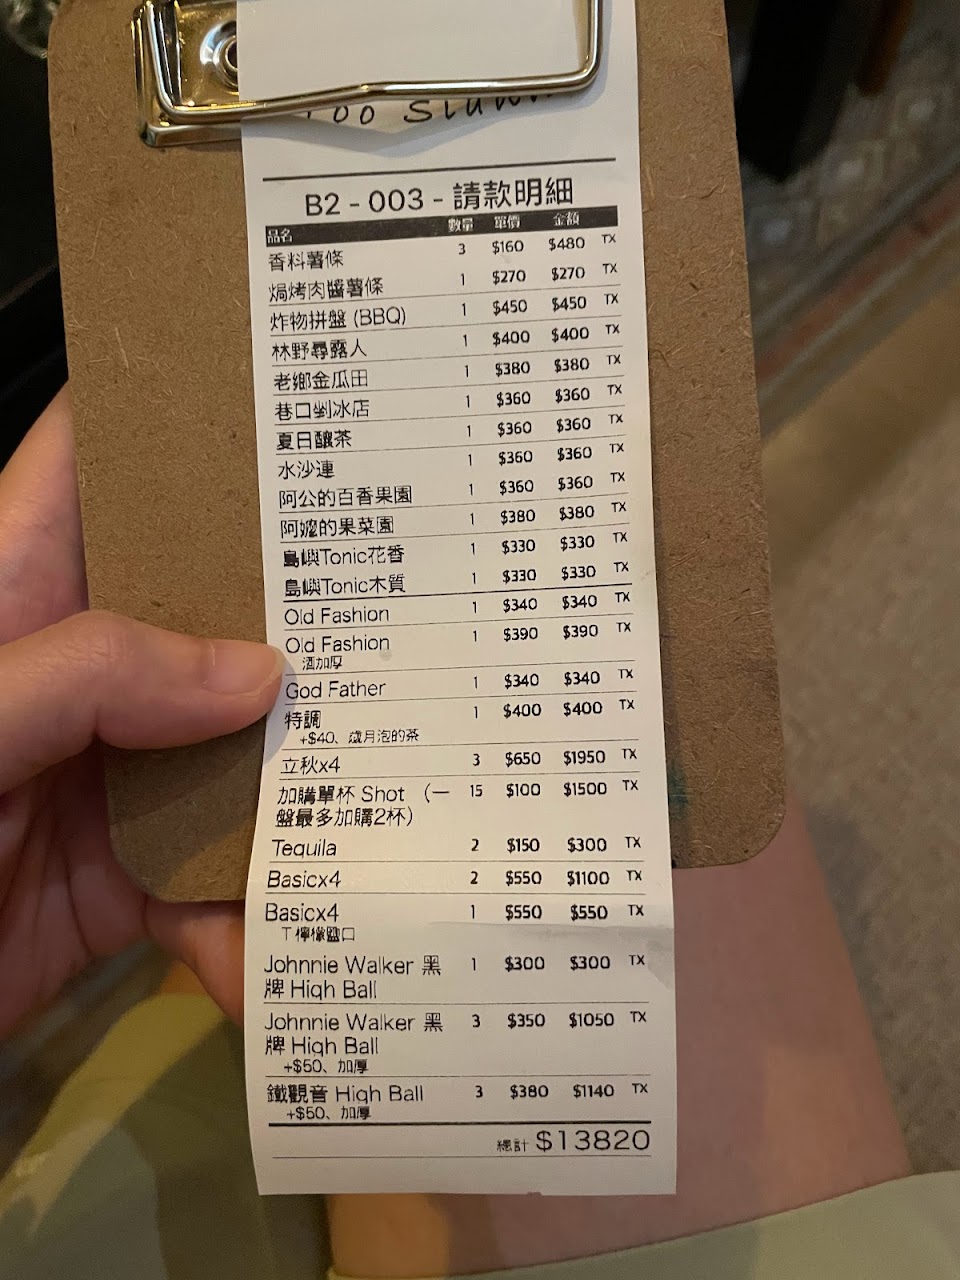 B2 - 003 - 請款明細
品名 數量 單價 金額
香料薯條 3 $160 $480 TX
焗烤肉醬薯條 1 $270 $270 TX
炸物拼盤 (BBQ) 1 $450 $450 TX
林野尋露人 1 $400 $400 TX
老鄉金瓜田 1 $380 $380 TX
巷口剉冰店 1 $360 $360 TX
夏日釀茶 1 $360 $360 TX
水沙連 1 $360 $360 TX
阿公的百香果園 1 $360 $360 TX
阿嬤的果菜園 1 $380 $380 TX
島嶼Tonic花香 1 $330 $330 TX
島嶼Tonic木質 1 $330 $330 TX
Old Fashion 1 $340 $340 TX
Old Fashion 1 $390 $390 TX
酒加厚
God Father 1 $340 $340 TX
特調 1 $400 $400 TX
+$40、歲月泡的茶
立秋x4 3 $650 $1950 TX
加購單杯 Shot （一 15 $100 $1500 TX
盤最多加購2杯）
Tequila 2 $150 $300 TX
Basicx4 2 $550 $1100 TX
Basicx4 1 $550 $550 TX
T檸檬鹽口
Johnnie Walker 黑 1 $300 $300 TX
牌 High Ball
Johnnie Walker 黑 3 $350 $1050 TX
牌 High Ball
+$50、加厚
鐵觀音 High Ball 3 $380 $1140 TX
+$50、加厚
總計 $13820